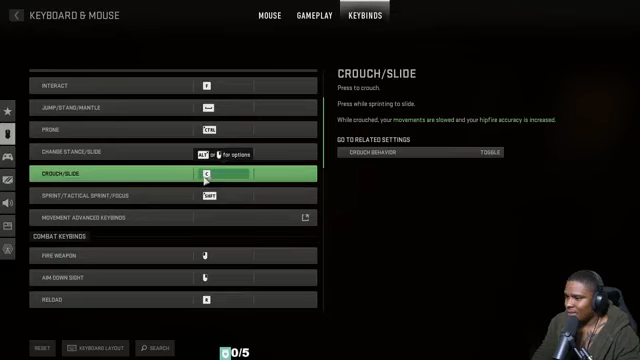 KEYBOARD & MOUSE
MOUSE GAMEPLAY KEYBINDS
INTERACT F
JUMP/STAND/MANTLE
PRONE CTRL
CHANGE STANCE/SLIDE
ALT or for options
CROUCH/SLIDE C
SPRINT/TACTICAL SPRINT/FOCUS SHIFT
MOVEMENT ADVANCED KEYBINDS
COMBAT KEYBINDS
FIRE WEAPON
AIM DOWN SIGHT
RELOAD R
RESET KEYBOARD LAYOUT SEARCH
0/5
CROUCH/SLIDE
Press to crouch.
Press while sprinting to slide.
While crouched, your movements are slowed and your hipfire accuracy is increased.
GO TO RELATED SETTINGS
CROUCH BEHAVIOR TOGGLE